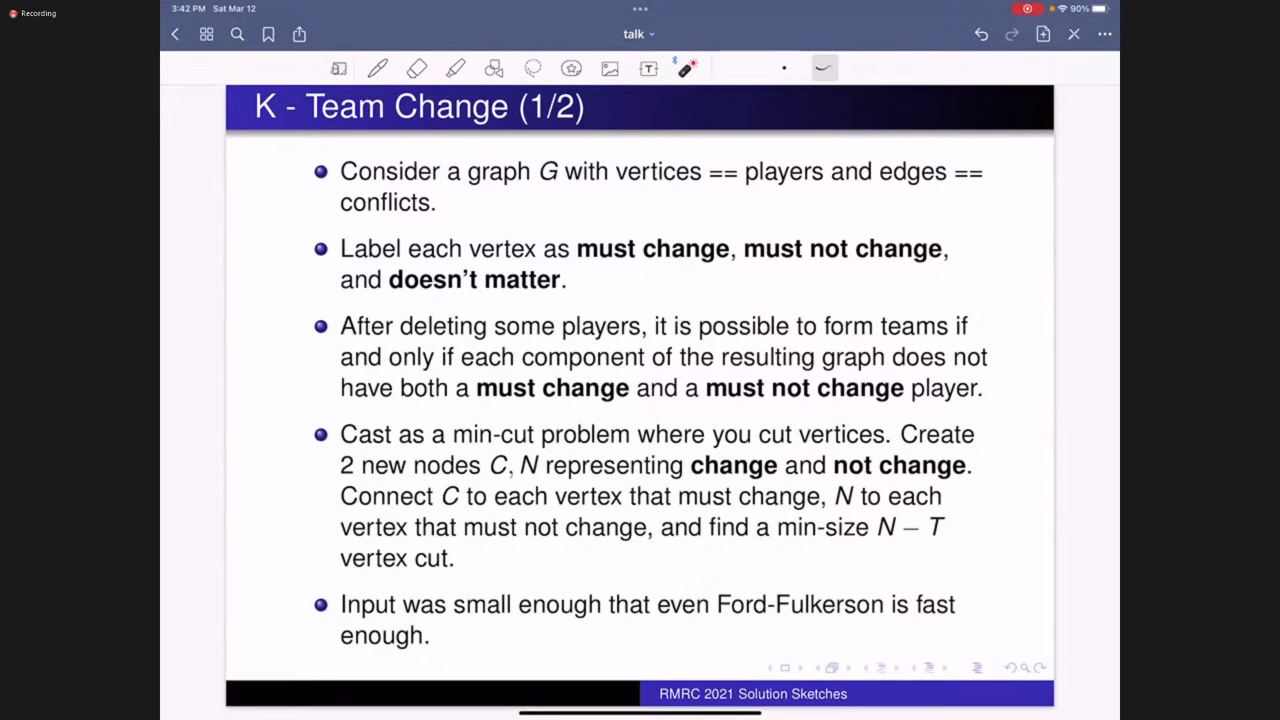 Recording
3:42 PM Sat Mar 12
90%
talk
T
K - Team Change (1/2)
Consider a graph G with vertices == players and edges ==
conflicts.
Label each vertex as must change, must not change,
and doesn't matter.
After deleting some players, it is possible to form teams if
and only if each component of the resulting graph does not
have both a must change and a must not change player.
Cast as a min-cut problem where you cut vertices. Create
2 new nodes C, N representing change and not change.
Connect C to each vertex that must change, N to each
vertex that must not change, and find a min-size N − T
vertex cut.
Input was small enough that even Ford-Fulkerson is fast
enough.
RMRC 2021 Solution Sketches